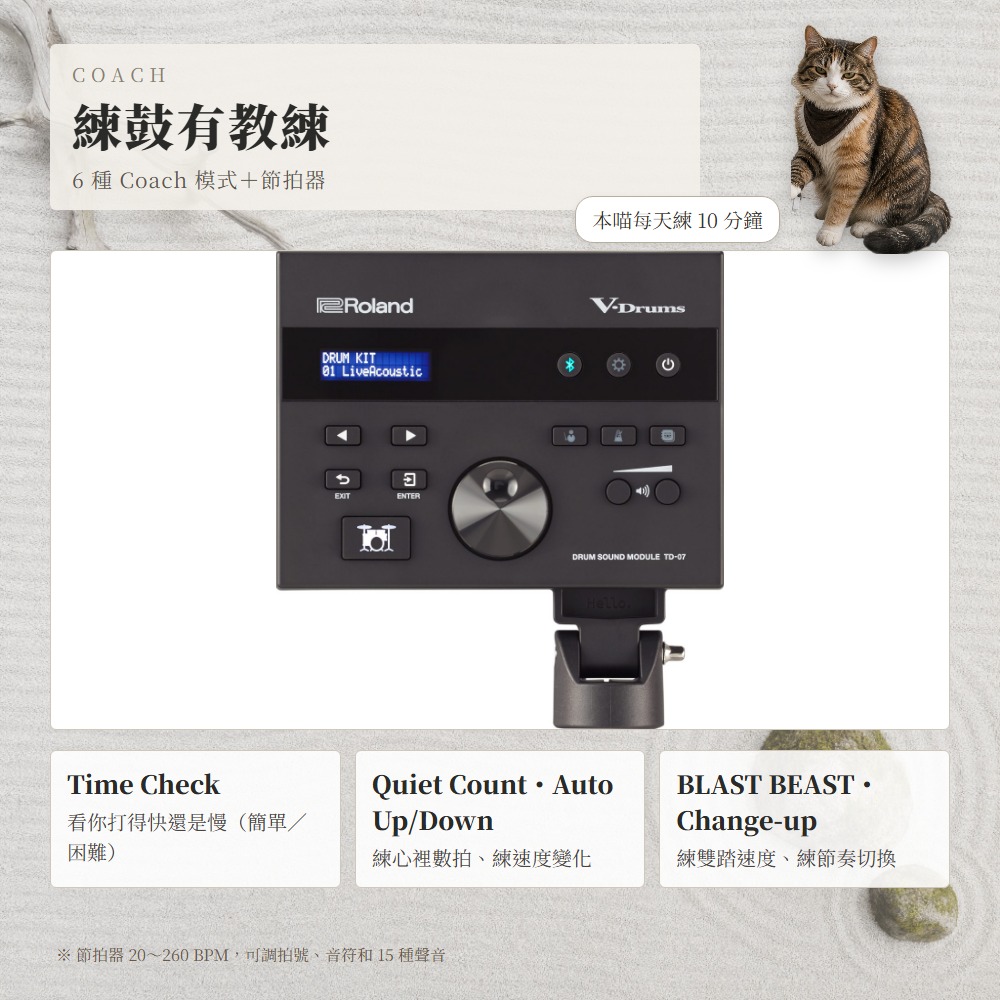 COACH
練鼓有教練
6 種 Coach 模式＋節拍器
本喵每天練 10 分鐘
Roland
V-Drums
DRUM KIT
01 LiveAcoustic
EXIT
ENTER
DRUM SOUND MODULE TD-07
Hello.
Time Check
看你打得快還是慢（簡單／
困難）
Quiet Count・Auto
Up/Down
練心裡數拍、練速度變化
BLAST BEAST・
Change-up
練雙踏速度、練節奏切換
※ 節拍器 20～260 BPM，可調拍號、音符和 15 種聲音